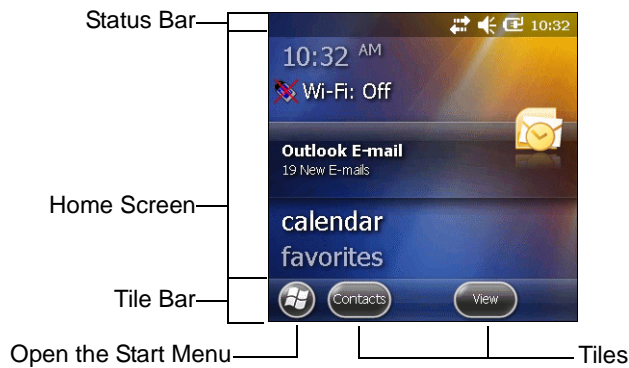 Status Bar
10:32
10:32 AM
Wi-Fi: Off
Outlook E-mail
19 New E-mails
Home Screen
calendar
favorites
Tile Bar
Contacts
View
Open the Start Menu
Tiles